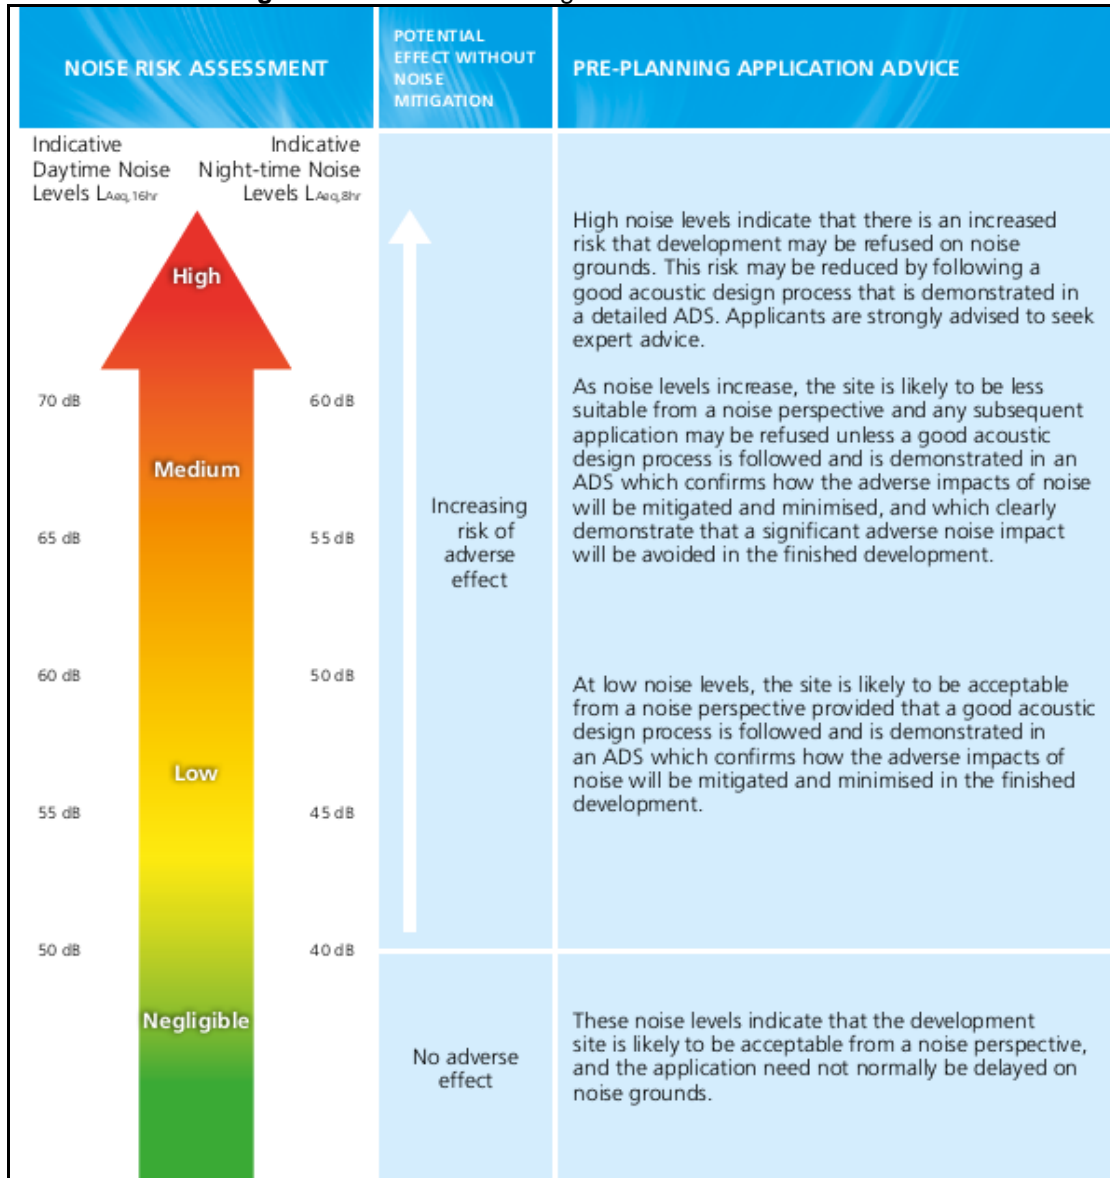 NOISE RISK ASSESSMENT
POTENTIAL
EFFECT WITHOUT
NOISE
MITIGATION
PRE-PLANNING APPLICATION ADVICE
Indicative
Daytime Noise
Levels LAeq,16hr
Indicative
Night-time Noise
Levels LAeq,8hr
High
70 dB
60 dB
Medium
65 dB
55 dB
60 dB
50 dB
Low
55 dB
45 dB
50 dB
40 dB
Negligible
Increasing
risk of
adverse
effect
No adverse
effect
High noise levels indicate that there is an increased
risk that development may be refused on noise
grounds. This risk may be reduced by following a
good acoustic design process that is demonstrated in
a detailed ADS. Applicants are strongly advised to seek
expert advice.
As noise levels increase, the site is likely to be less
suitable from a noise perspective and any subsequent
application may be refused unless a good acoustic
design process is followed and is demonstrated in an
ADS which confirms how the adverse impacts of noise
will be mitigated and minimised, and which clearly
demonstrate that a significant adverse noise impact
will be avoided in the finished development.
At low noise levels, the site is likely to be acceptable
from a noise perspective provided that a good acoustic
design process is followed and is demonstrated in
an ADS which confirms how the adverse impacts of
noise will be mitigated and minimised in the finished
development.
These noise levels indicate that the development
site is likely to be acceptable from a noise perspective,
and the application need not normally be delayed on
noise grounds.